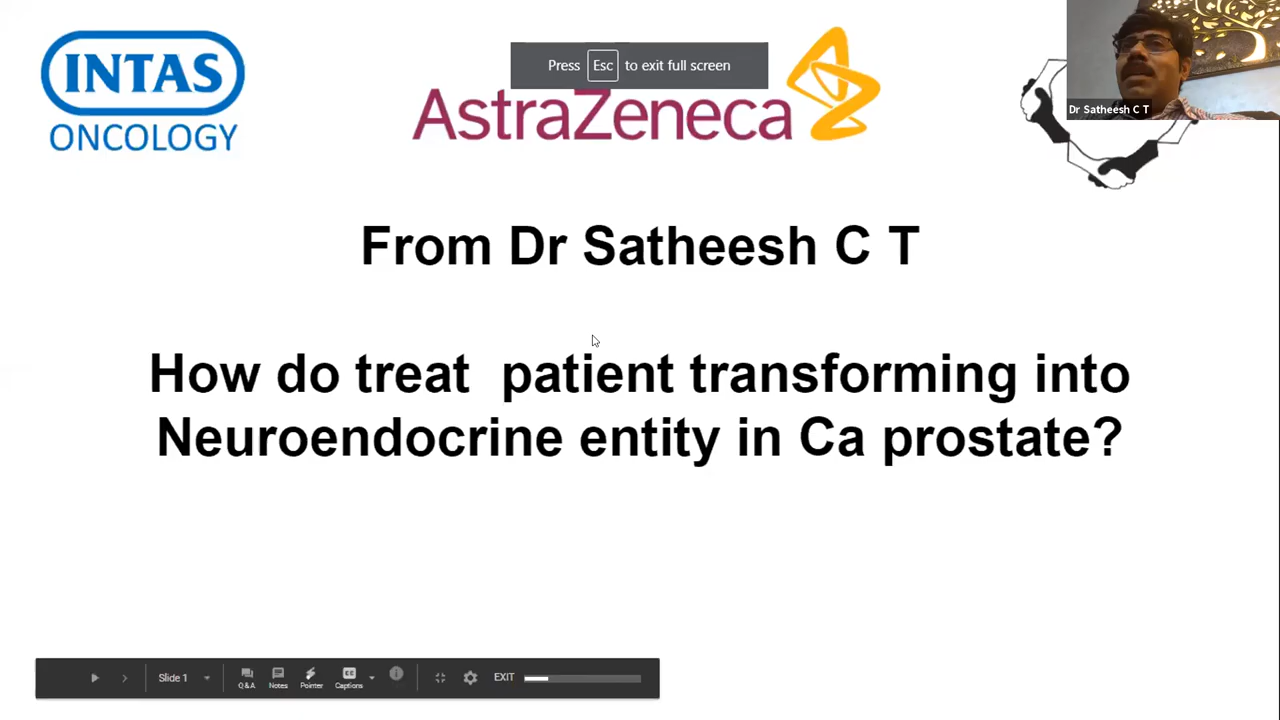 INTAS
ONCOLOGY
AstraZeneca
Press Esc to exit full screen
Dr Satheesh C T
From Dr Satheesh C T
How do treat patient transforming into
Neuroendocrine entity in Ca prostate?
Slide 1
Q&A
Notes
Pointer
CC
Captions
EXIT